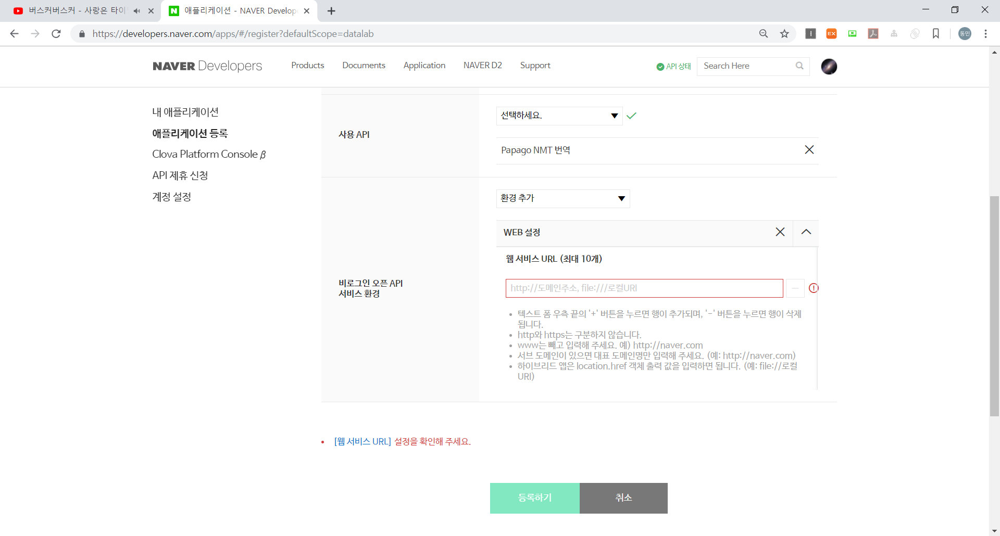 버스커버스커 - 사랑은 타이
애플리케이션 - NAVER Develop
https://developers.naver.com/apps/#/register?defaultScope=datalab
EX
동민
NAVER Developers
Products
Documents
Application
NAVER D2
Support
API 상태
Search Here
내 애플리케이션
애플리케이션 등록
Clova Platform Console β
API 제휴 신청
계정 설정
사용 API
선택하세요.
Papago NMT 번역
비로그인 오픈 API
서비스 환경
환경 추가
WEB 설정
웹 서비스 URL (최대 10개)
http://도메인주소, file:///로컬URI
• 텍스트 폼 우측 끝의 '+' 버튼을 누르면 행이 추가되며, '-' 버튼을 누르면 행이 삭제
됩니다.
• http와 https는 구분하지 않습니다.
• www는 빼고 입력해 주세요. 예) http://naver.com
• 서브 도메인이 있으면 대표 도메인명만 입력해 주세요. (예: http://naver.com)
• 하이브리드 앱은 location.href 객체 출력 값을 입력하면 됩니다. (예: file://로컬
URI)
• [웹 서비스 URL] 설정을 확인해 주세요.
등록하기
취소